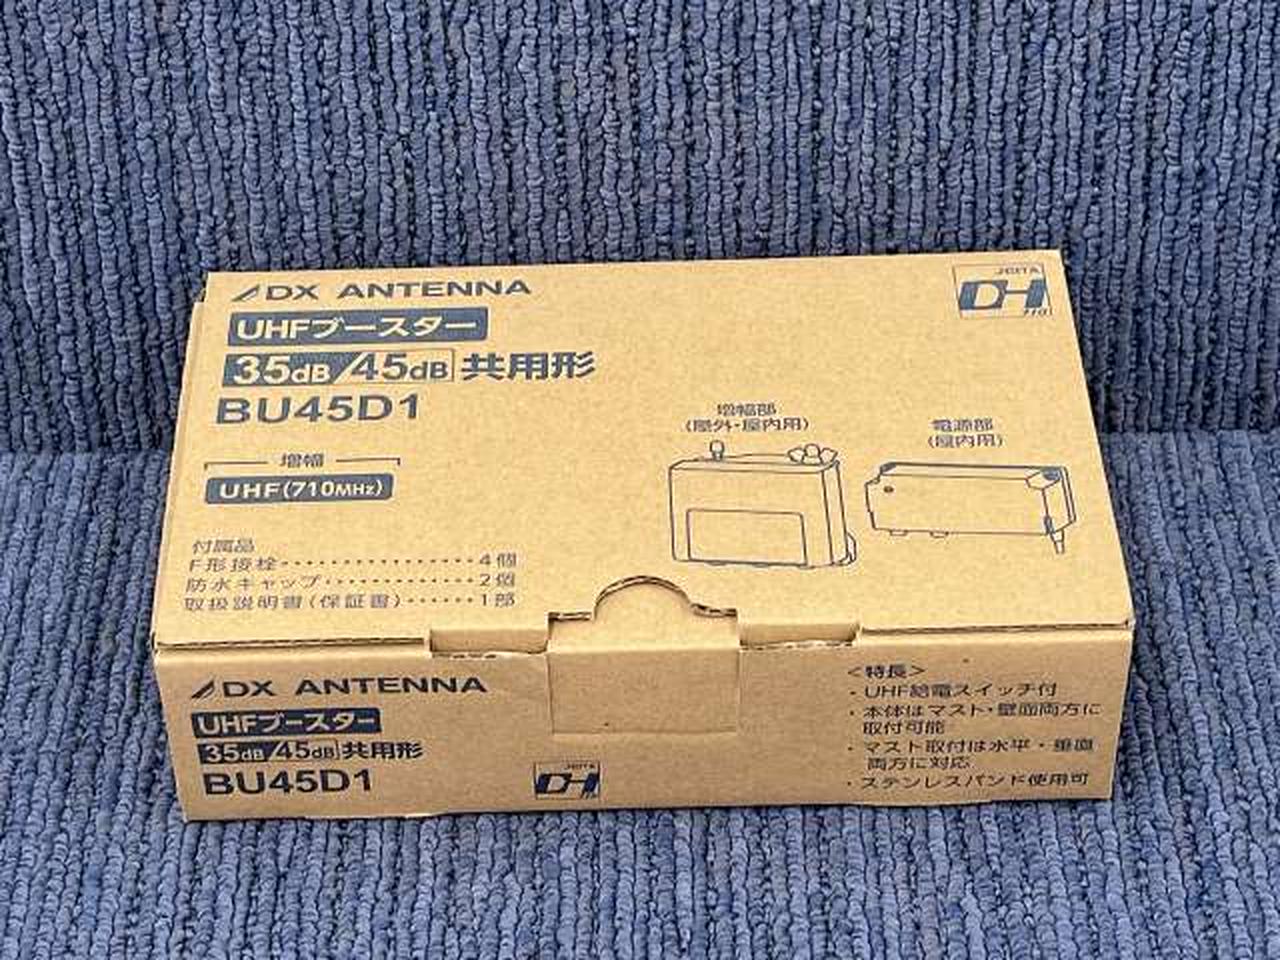 DX ANTENNA
UHFブースター
35dB/45dB 共用形
BU45D1
増幅
UHF(710MHz)
付属品
F形接栓・・・・・・・・・・・・・・・・4個
防水キャップ・・・・・・・・・・・・2個
取扱説明書(保証書)・・・・・・1部
JEITA
DH
710
増幅部
(屋外・屋内用)
電源部
(屋内用)
DX ANTENNA
UHFブースター
35dB/45dB 共用形
BU45D1
JEITA
DH
<特長>
・UHF給電スイッチ付
・本体はマスト・壁面両方に
取付可能
・マスト取付は水平・垂直
両方に対応
・ステンレスバンド使用可